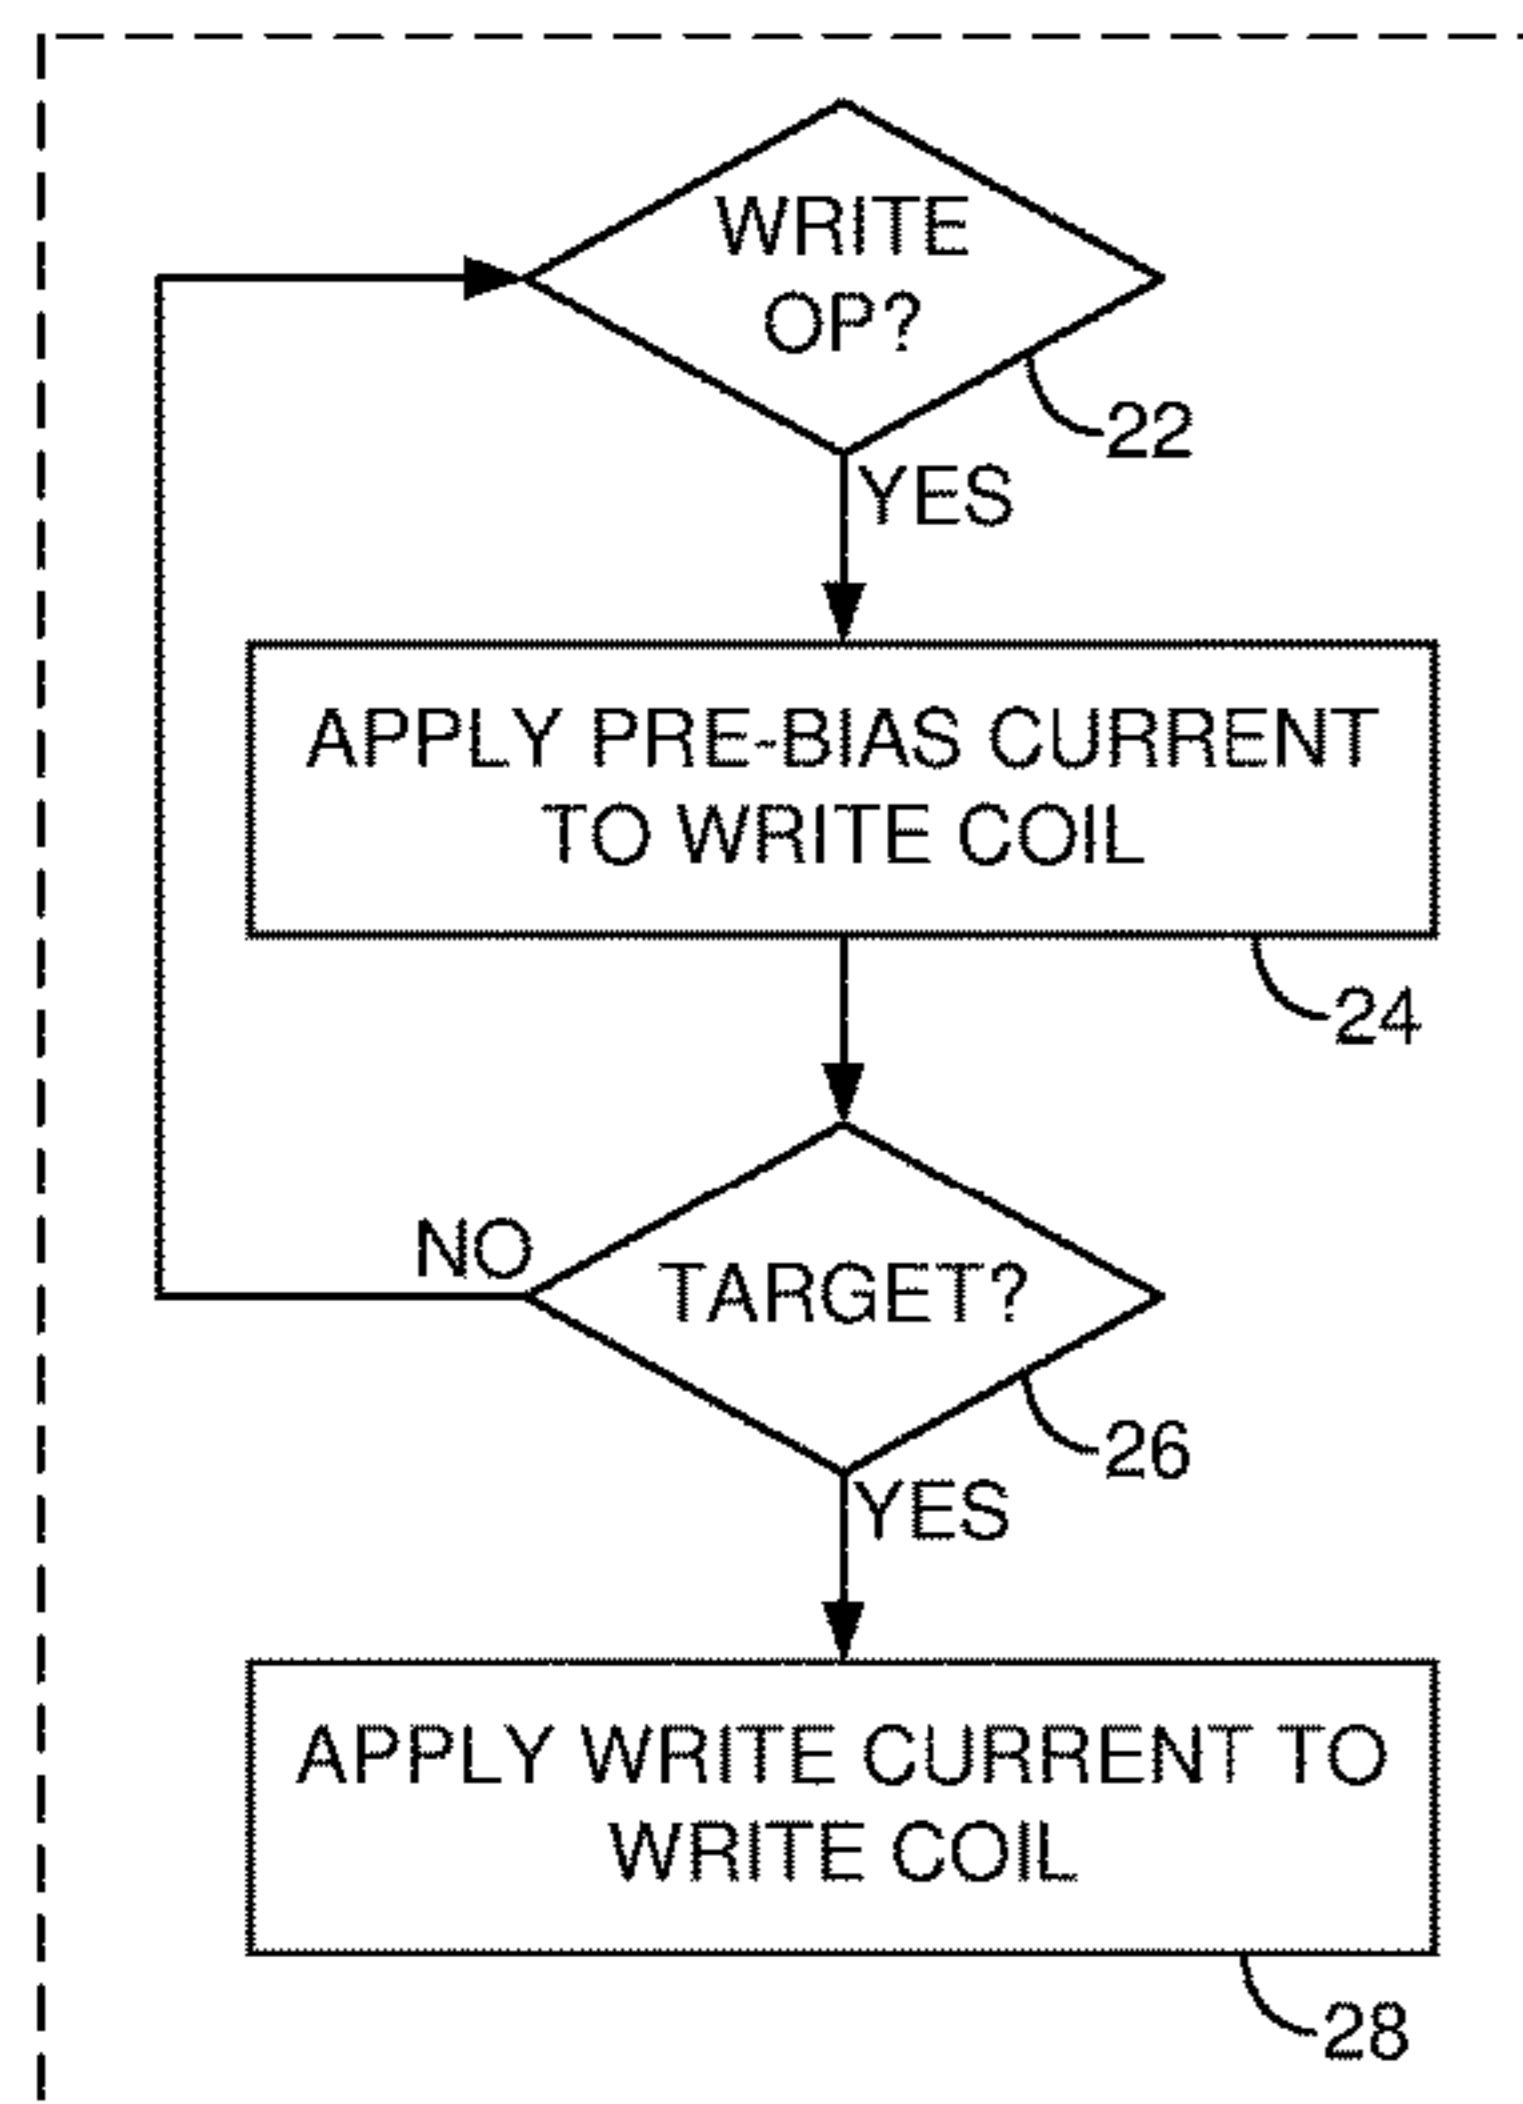 WRITE
OP?
22
YES
APPLY PRE-BIAS CURRENT
TO WRITE COIL
24
NO
TARGET?
26
YES
APPLY WRITE CURRENT TO
WRITE COIL
28